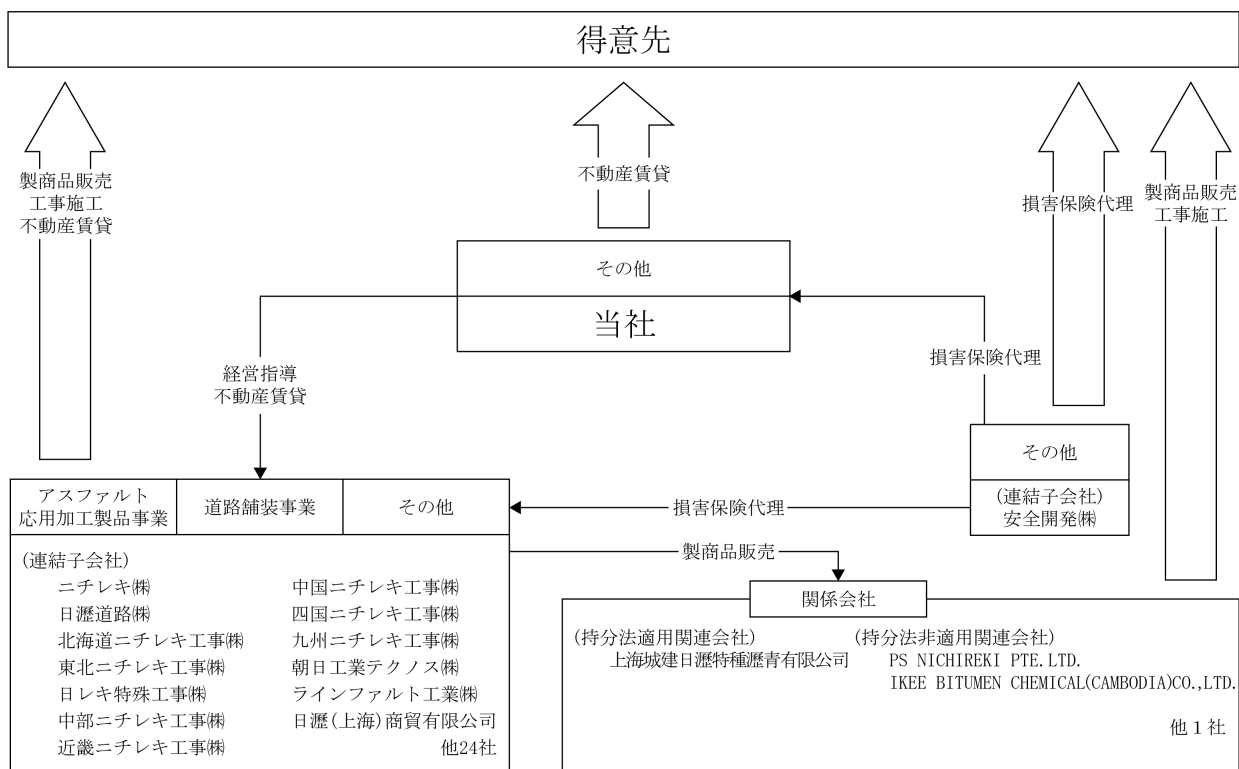 得意先
製商品販売
工事施工
不動産賃貸
不動産賃貸
損害保険代理
製商品販売
工事施工
その他
当社
損害保険代理
経営指導
不動産賃貸
その他
(連結子会社)
安全開発㈱
アスファルト
応用加工製品事業
道路舗装事業
その他
損害保険代理
製商品販売
(連結子会社)
ニチレキ㈱
日瀝道路㈱
北海道ニチレキ工事㈱
東北ニチレキ工事㈱
日レキ特殊工事㈱
中部ニチレキ工事㈱
近畿ニチレキ工事㈱
中国ニチレキ工事㈱
四国ニチレキ工事㈱
九州ニチレキ工事㈱
朝日工業テクノス㈱
ラインファルト工業㈱
日瀝(上海)商貿有限公司
他24社
関係会社
(持分法適用関連会社)
上海城建日瀝特種瀝青有限公司
(持分法非適用関連会社)
PS NICHIREKI PTE.LTD.
IKEE BITUMEN CHEMICAL(CAMBODIA)CO.,LTD.
他１社